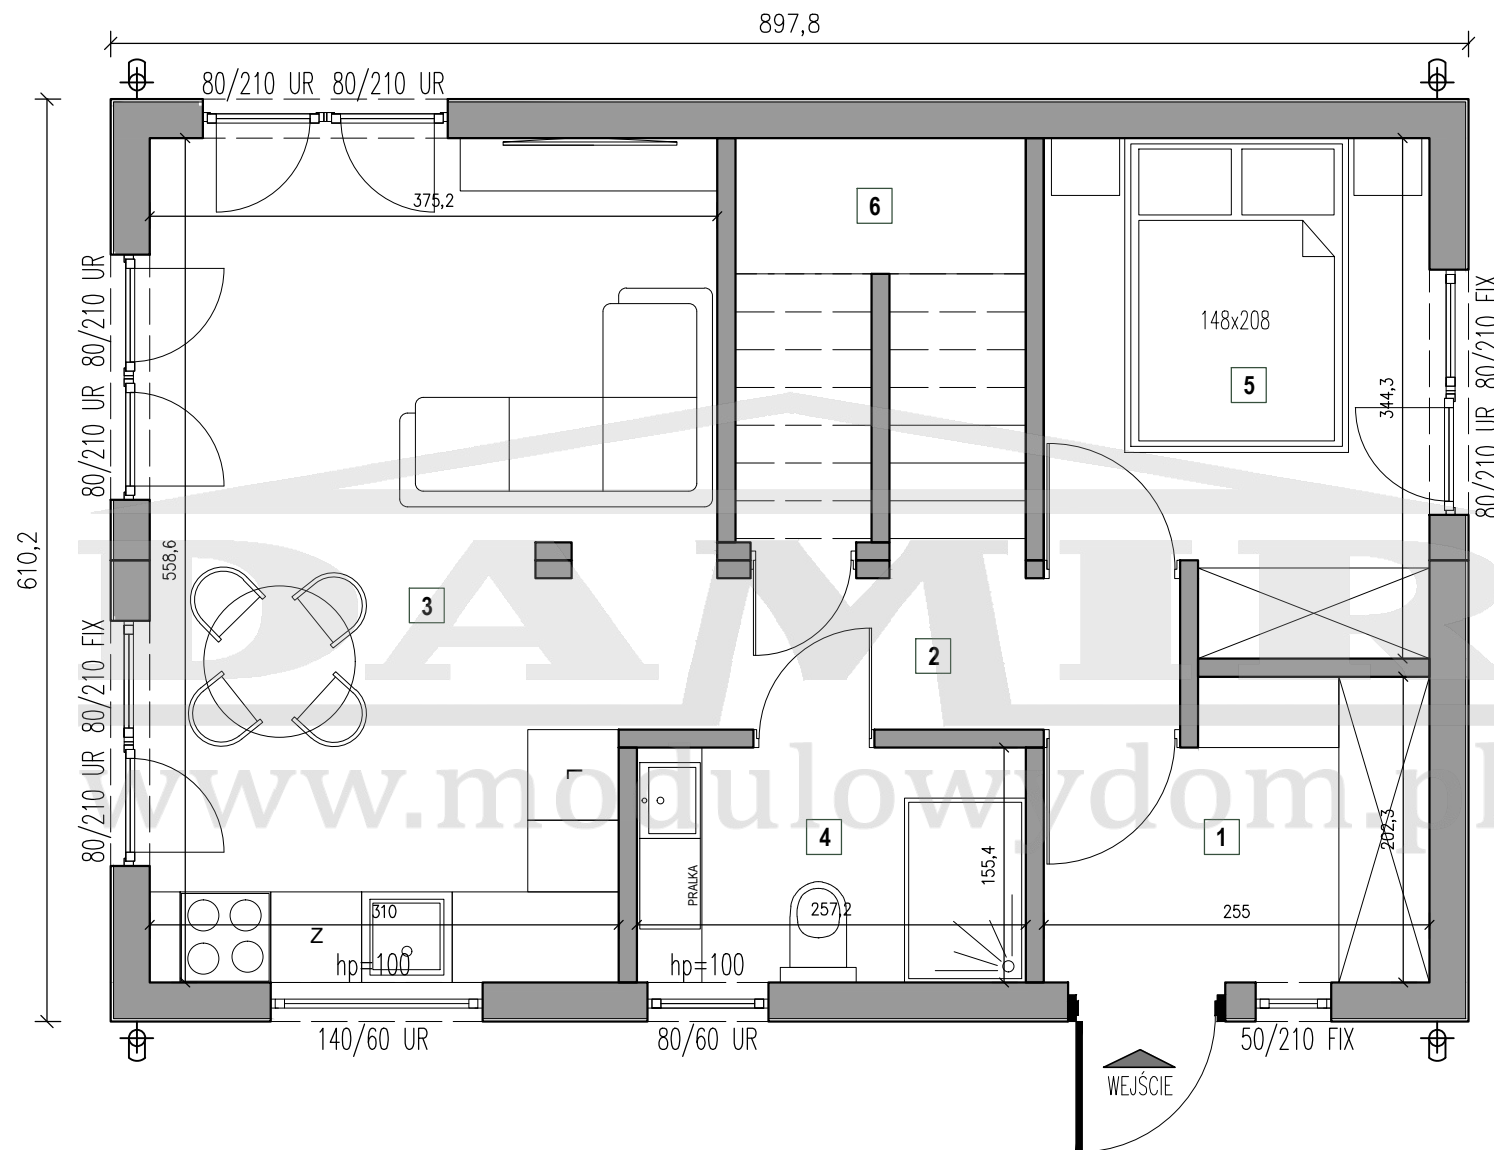 897,8
80/210 UR 80/210 UR
375,2
6
80/210 UR
80/210 UR
148x208
5
344,3
80/210 FIX
80/210 UR
610,2
558,6
3
2
DAMIR
www.modulowydom.pl
80/210 FIX
80/210 UR
L
4
1
155,4
202,3
PRALKA
310
257,2
255
Z
hp=100
hp=100
140/60 UR
80/60 UR
50/210 FIX
WEJŚCIE